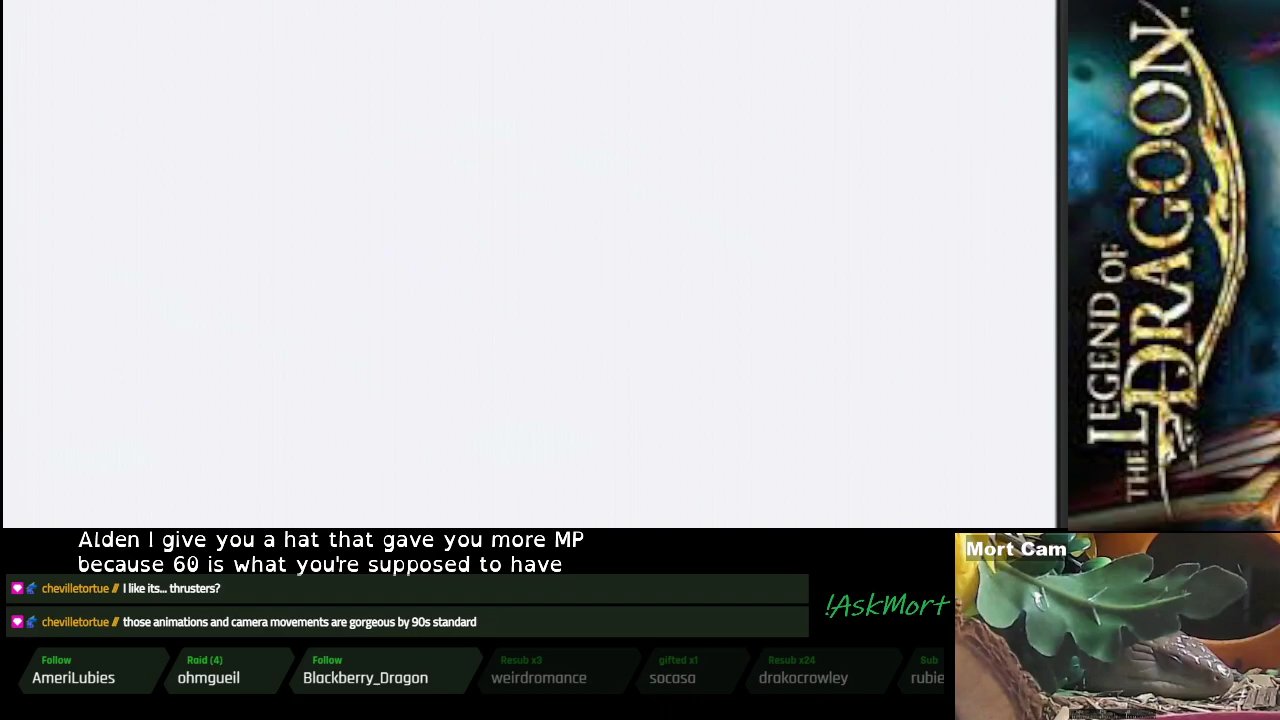 THE LEGEND OF
DRAGOON
TM
Alden I give you a hat that gave you more MP
because 60 is what you're supposed to have
chevilletortue // I like its... thrusters?
chevilletortue // those animations and camera movements are gorgeous by 90s standard
!AskMort
Mort Cam
Follow
AmeriLubies
Raid (4)
ohmgueil
Follow
Blackberry_Dragon
Resub x3
weirdromance
gifted x1
socasa
Resub x24
drakocrowley
Sub
rubie